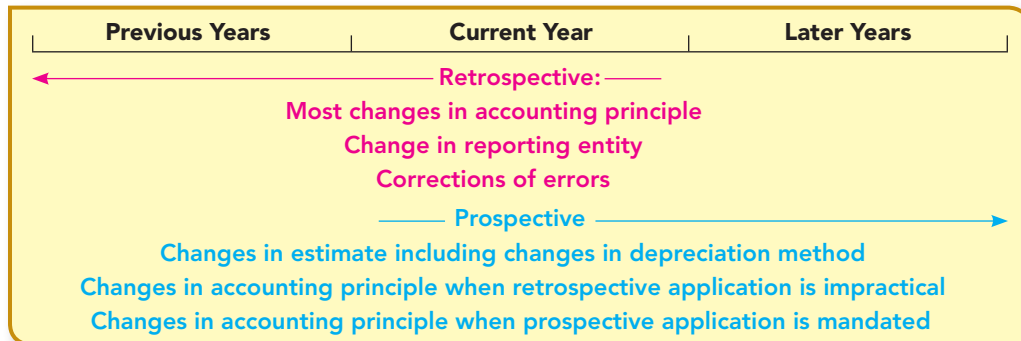 Previous Years Current Year Later Years
Retrospective:
Most changes in accounting principle
Change in reporting entity
Corrections of errors
Prospective
Changes in estimate including changes in depreciation method
Changes in accounting principle when retrospective application is impractical
Changes in accounting principle when prospective application is mandated